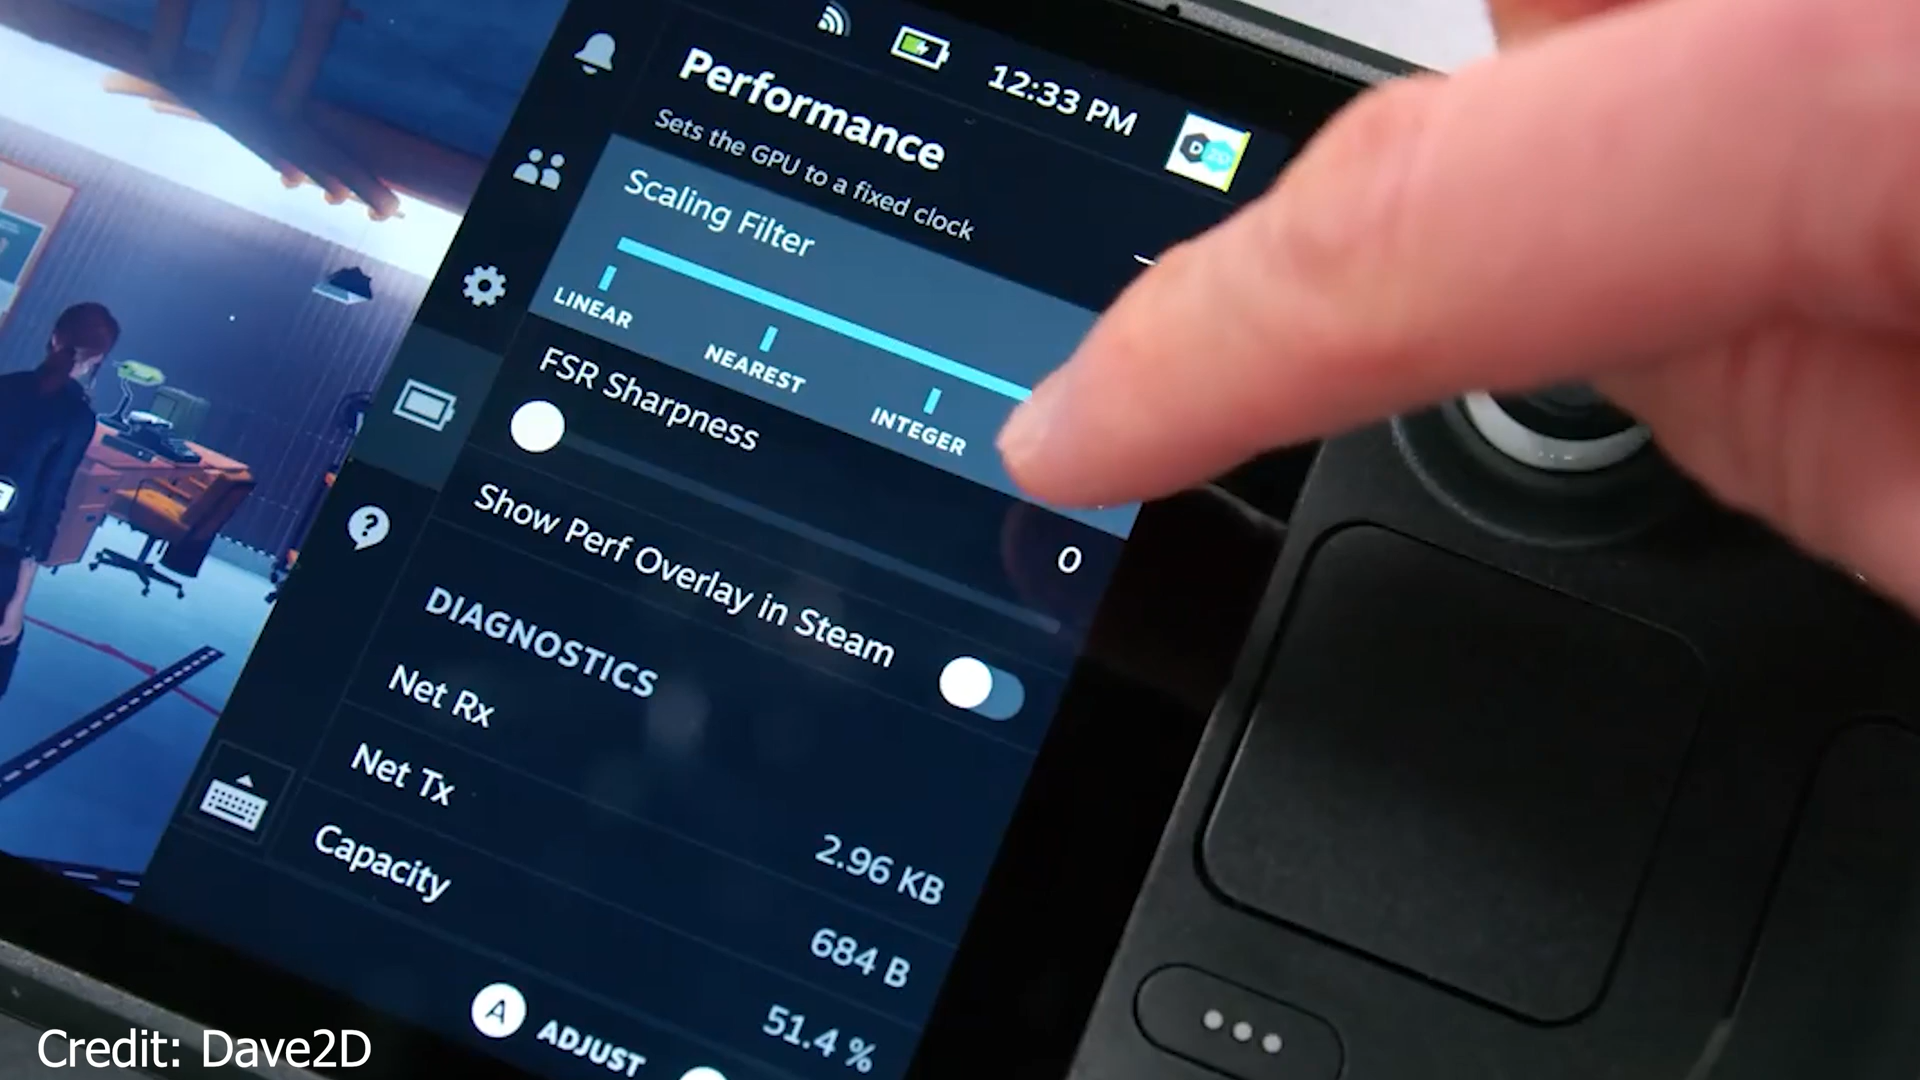 12:33 PM
D 2D
Performance
Sets the GPU to a fixed clock
Scaling Filter
LINEAR
NEAREST
INTEGER
FSR Sharpness
0
Show Perf Overlay in Steam
DIAGNOSTICS
Net Rx
2.96 KB
Net Tx
684 B
Capacity
51.4 %
A ADJUST
Credit: Dave2D